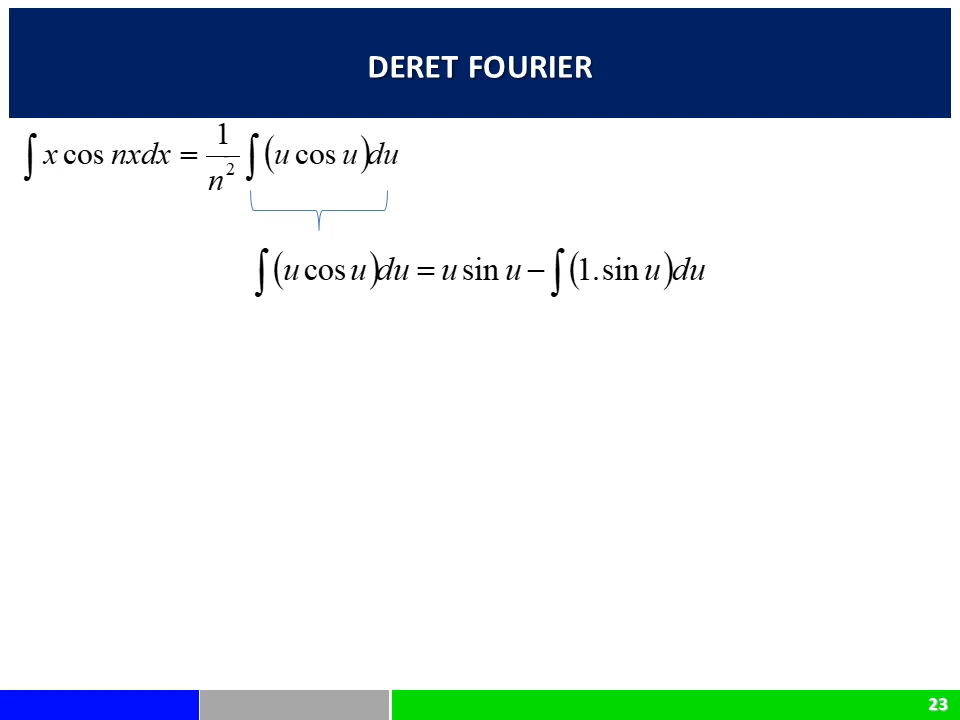 DERET FOURIER
∫ x cos nxdx = 1/n² ∫ (u cos u)du
∫ (u cos u)du = u sin u − ∫ (1.sin u)du
23